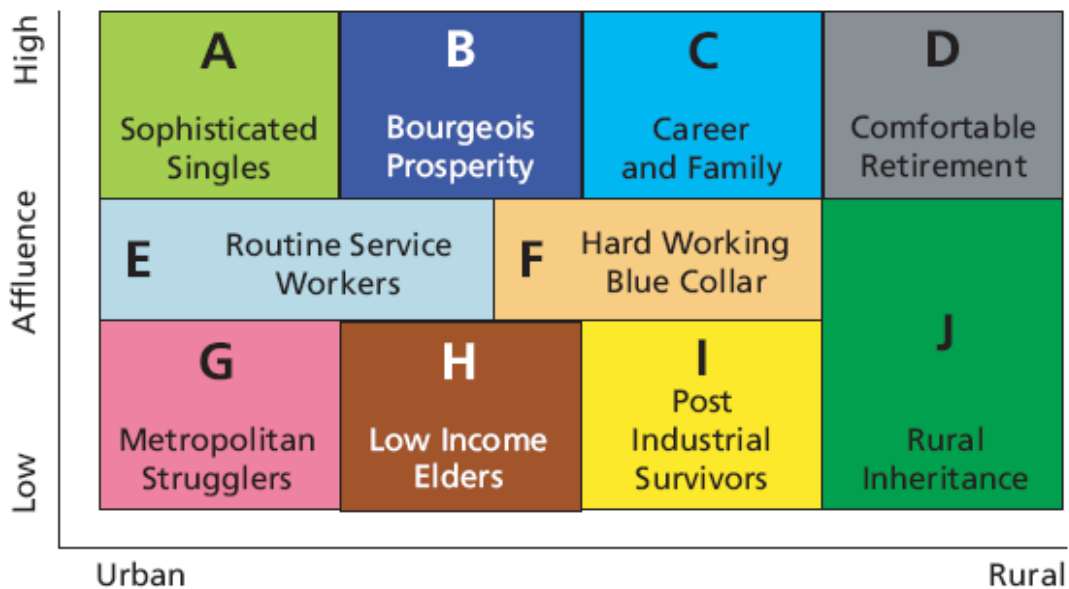 High
Affluence
Low
A
Sophisticated
Singles
B
Bourgeois
Prosperity
C
Career
and Family
D
Comfortable
Retirement
E
Routine Service
Workers
F
Hard Working
Blue Collar
G
Metropolitan
Strugglers
H
Low Income
Elders
I
Post
Industrial
Survivors
J
Rural
Inheritance
Urban
Rural